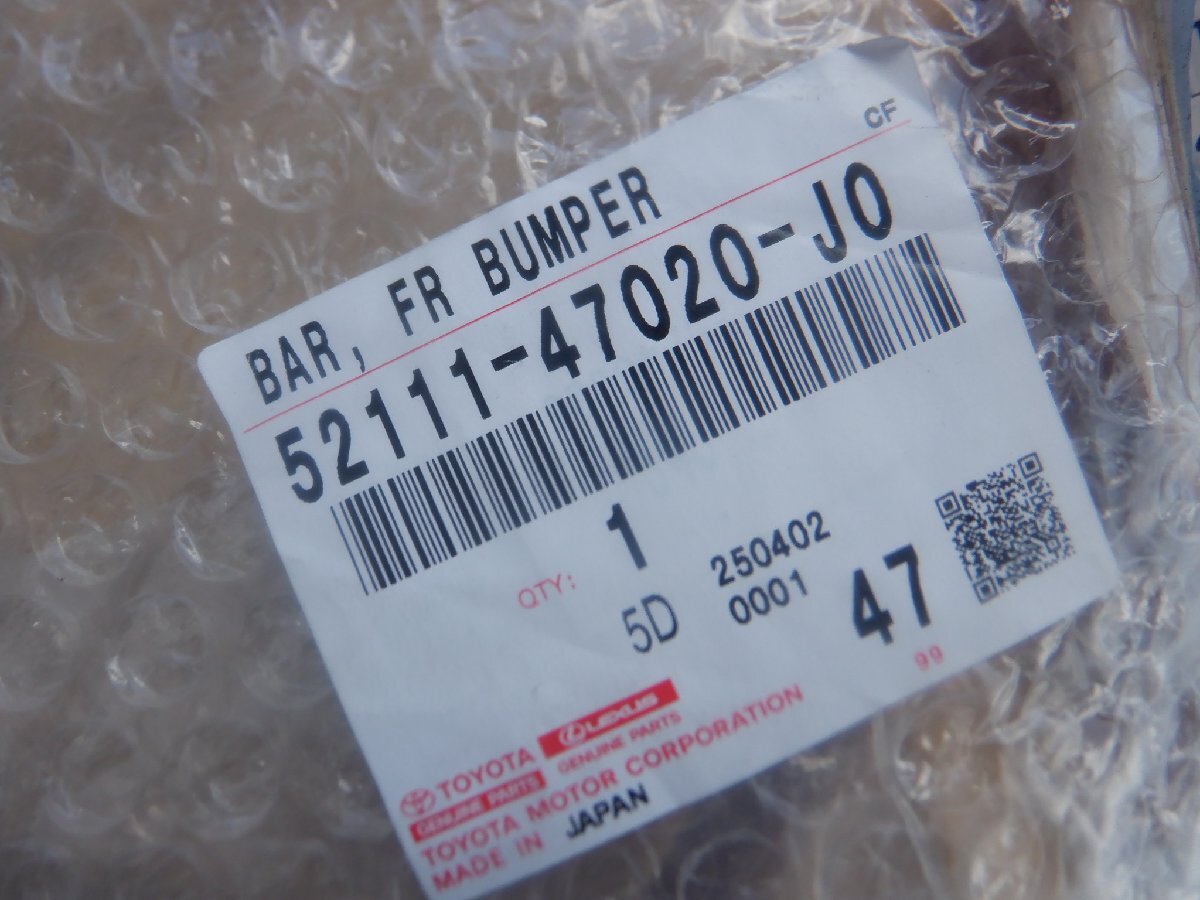 CF
BAR, FR BUMPER
52111-47020-J0
QTY: 1
5D 250402
0001 47
99
TOYOTA LEXUS
GENUINE PARTS GENUINE PARTS
TOYOTA MOTOR CORPORATION
MADE IN JAPAN